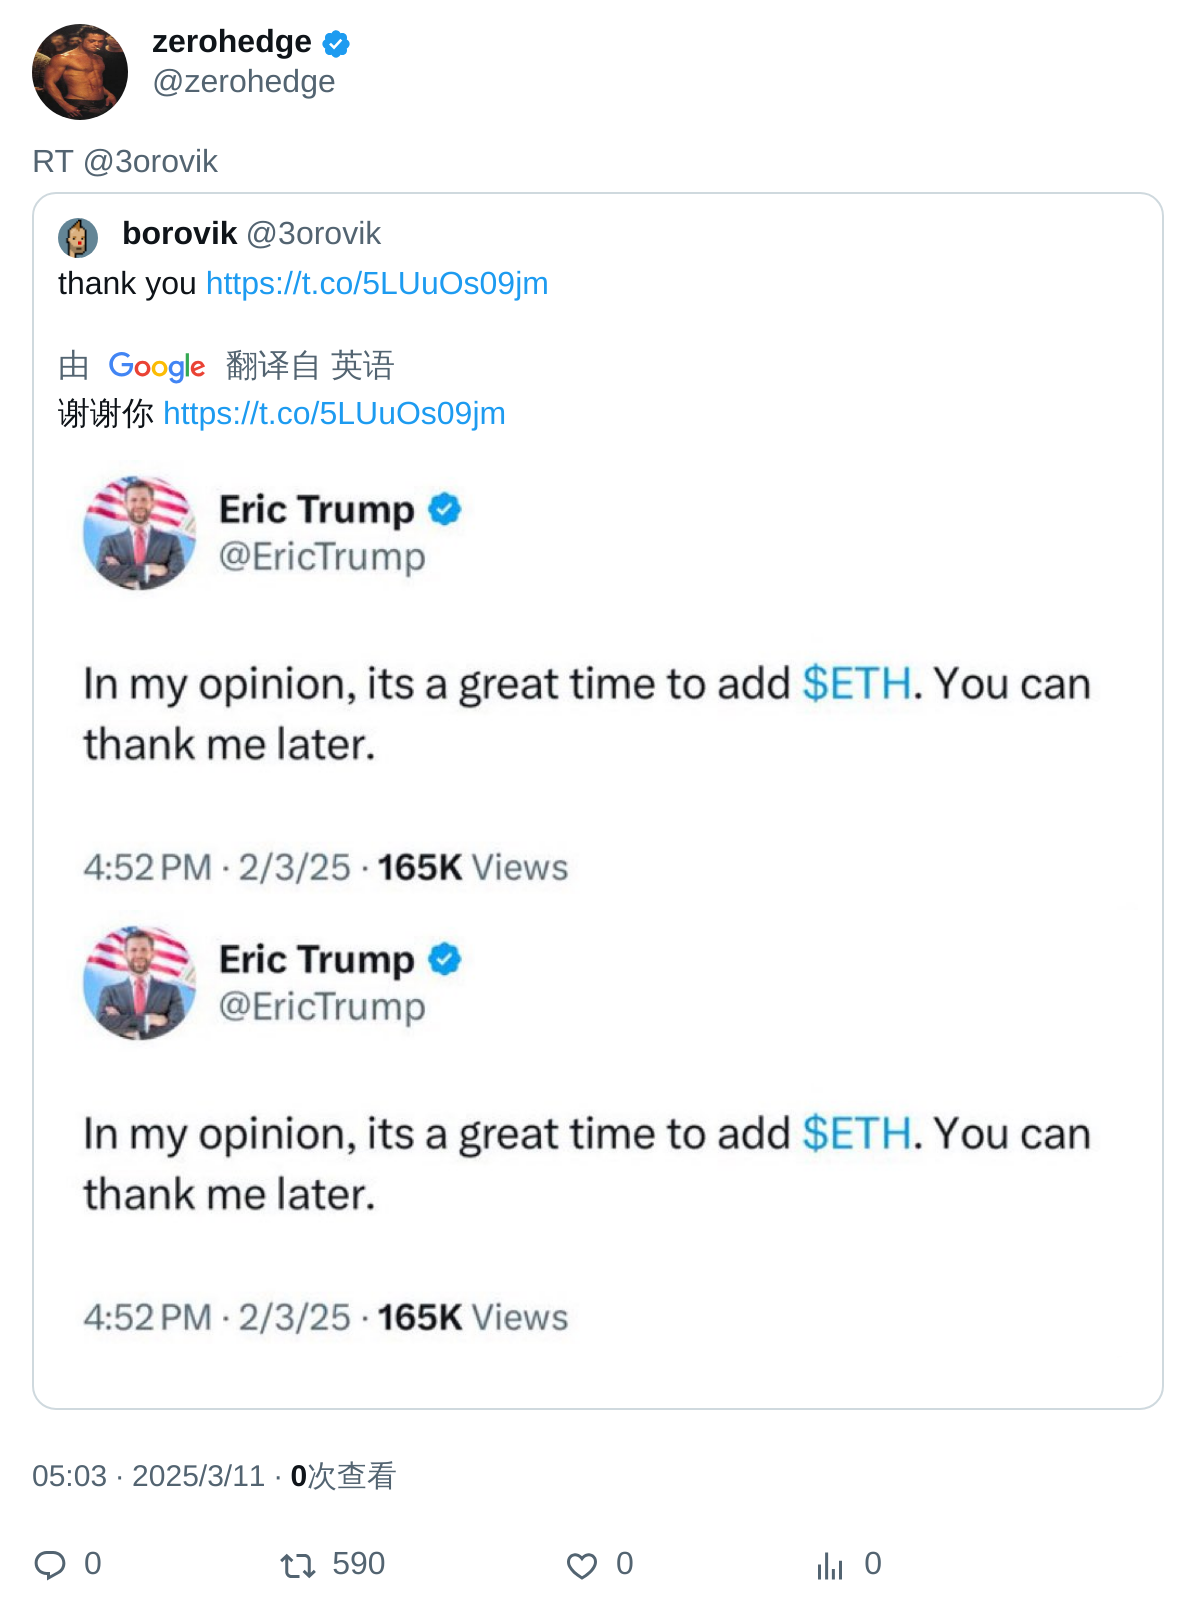 zerohedge
@zerohedge
RT @3orovik
borovik @3orovik
thank you https://t.co/5LUuOs09jm
由 Google 翻译自 英语
谢谢你 https://t.co/5LUuOs09jm
Eric Trump
@EricTrump
In my opinion, its a great time to add $ETH. You can
thank me later.
4:52 PM · 2/3/25 · 165K Views
Eric Trump
@EricTrump
In my opinion, its a great time to add $ETH. You can
thank me later.
4:52 PM · 2/3/25 · 165K Views
05:03 · 2025/3/11 · 0次查看
0 590 0 0